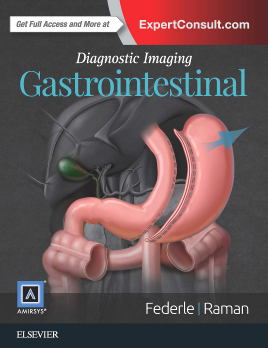 Get Full Access and More at
ExpertConsult.com
Diagnostic Imaging
Gastrointestinal
A
AMIRSYS®
Federle | Raman
ELSEVIER